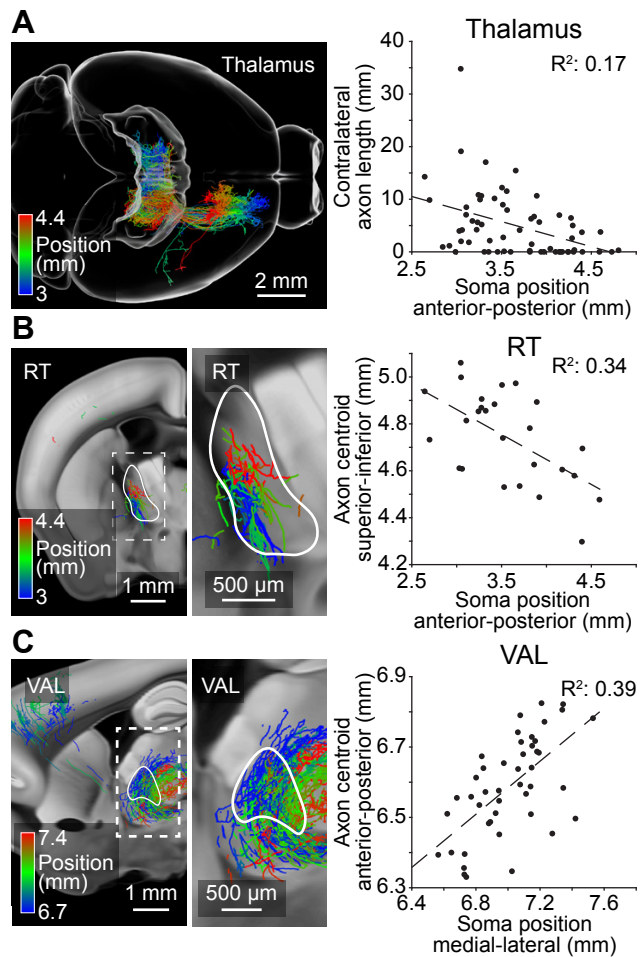 A
Thalamus
4.4
Position
(mm)
3
2 mm
Thalamus
R²: 0.17
Contralateral
axon length (mm)
40
30
20
10
0
2.5 3.5 4.5
Soma position
anterior-posterior (mm)
B
RT
4.4
Position
(mm)
3
1 mm
RT
500 µm
RT
R²: 0.34
Axon centroid
superior-inferior (mm)
5.0
4.8
4.6
4.4
4.2
2.5 3.5 4.5
Soma position
anterior-posterior (mm)
C
VAL
7.4
Position
(mm)
6.7
1 mm
VAL
500 µm
VAL
R²: 0.39
Axon centroid
anterior-posterior (mm)
6.9
6.7
6.5
6.3
6.4 6.8 7.2 7.6
Soma position
medial-lateral (mm)